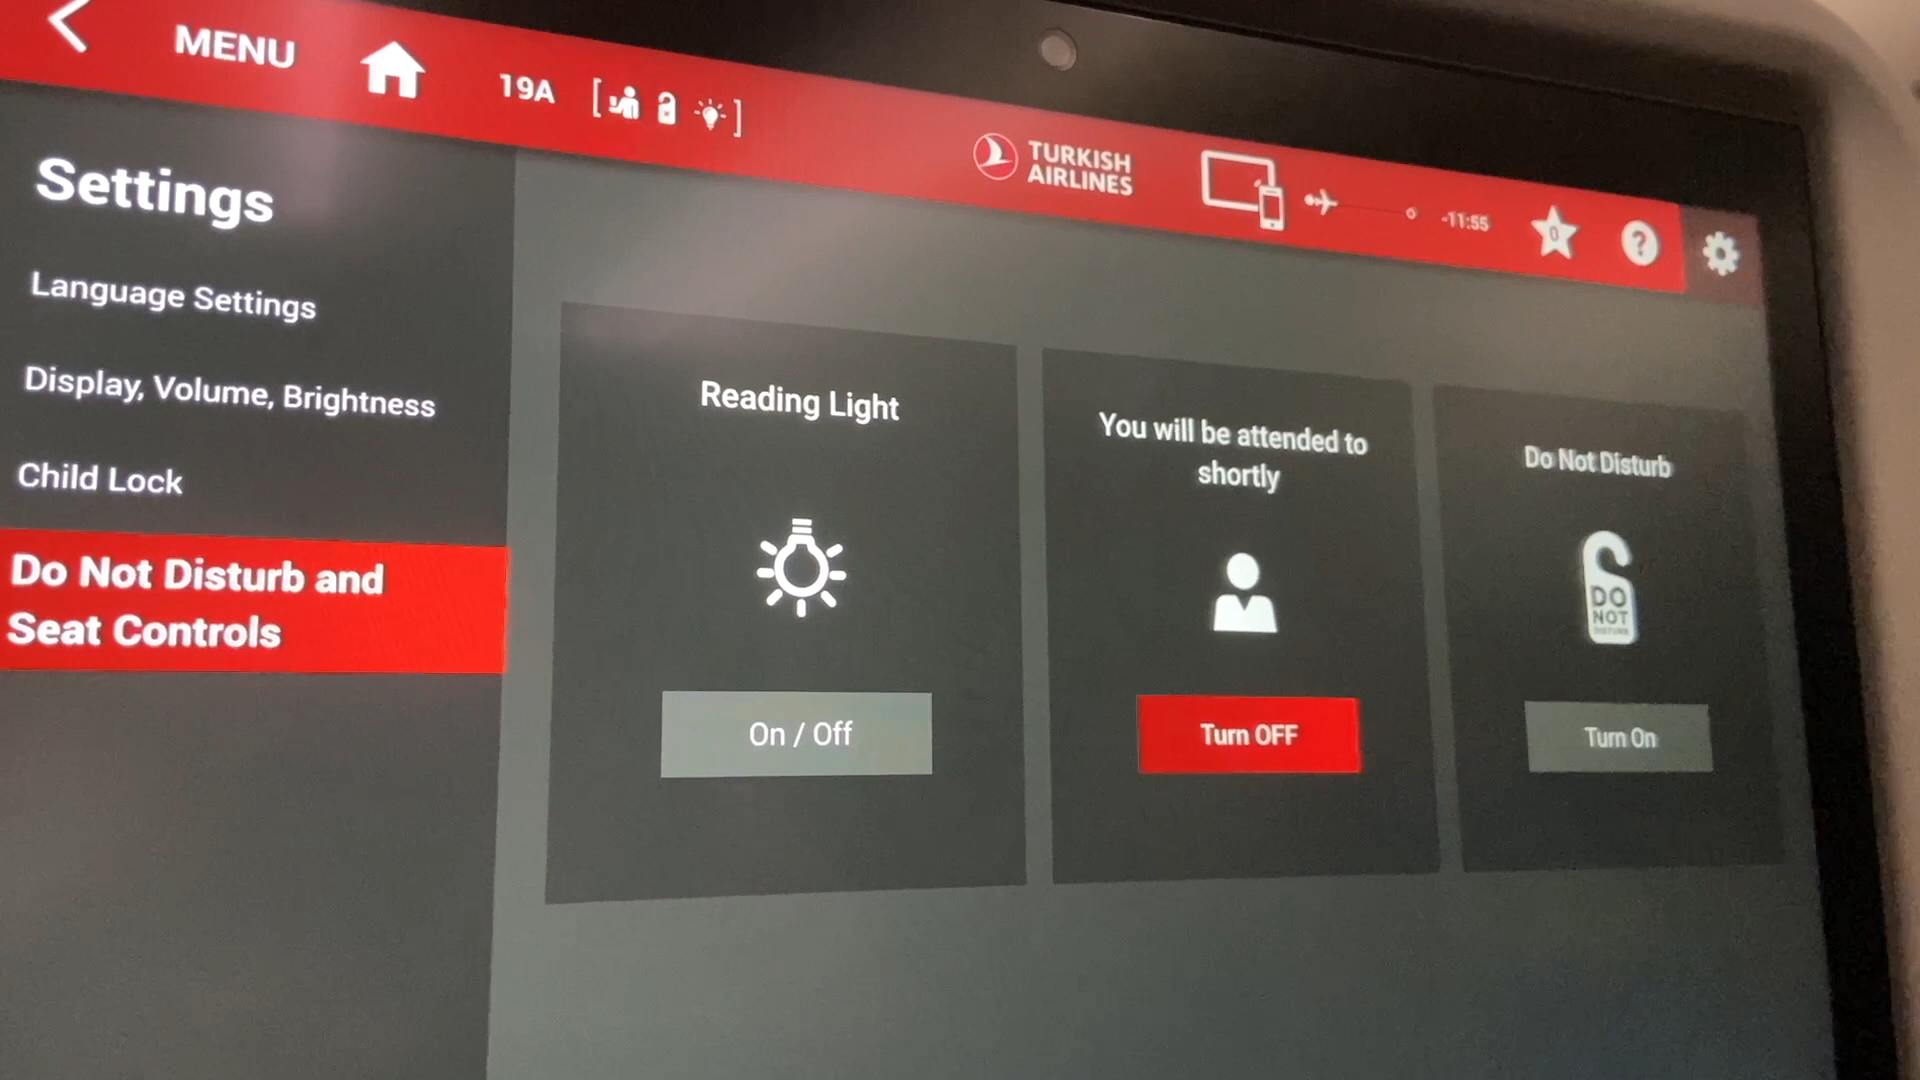 MENU
19A
TURKISH
AIRLINES
-11:55
0
?
Settings
Language Settings
Display, Volume, Brightness
Child Lock
Do Not Disturb and
Seat Controls
Reading Light
On / Off
You will be attended to
shortly
Turn OFF
Do Not Disturb
DO
NOT
DISTURB
Turn On